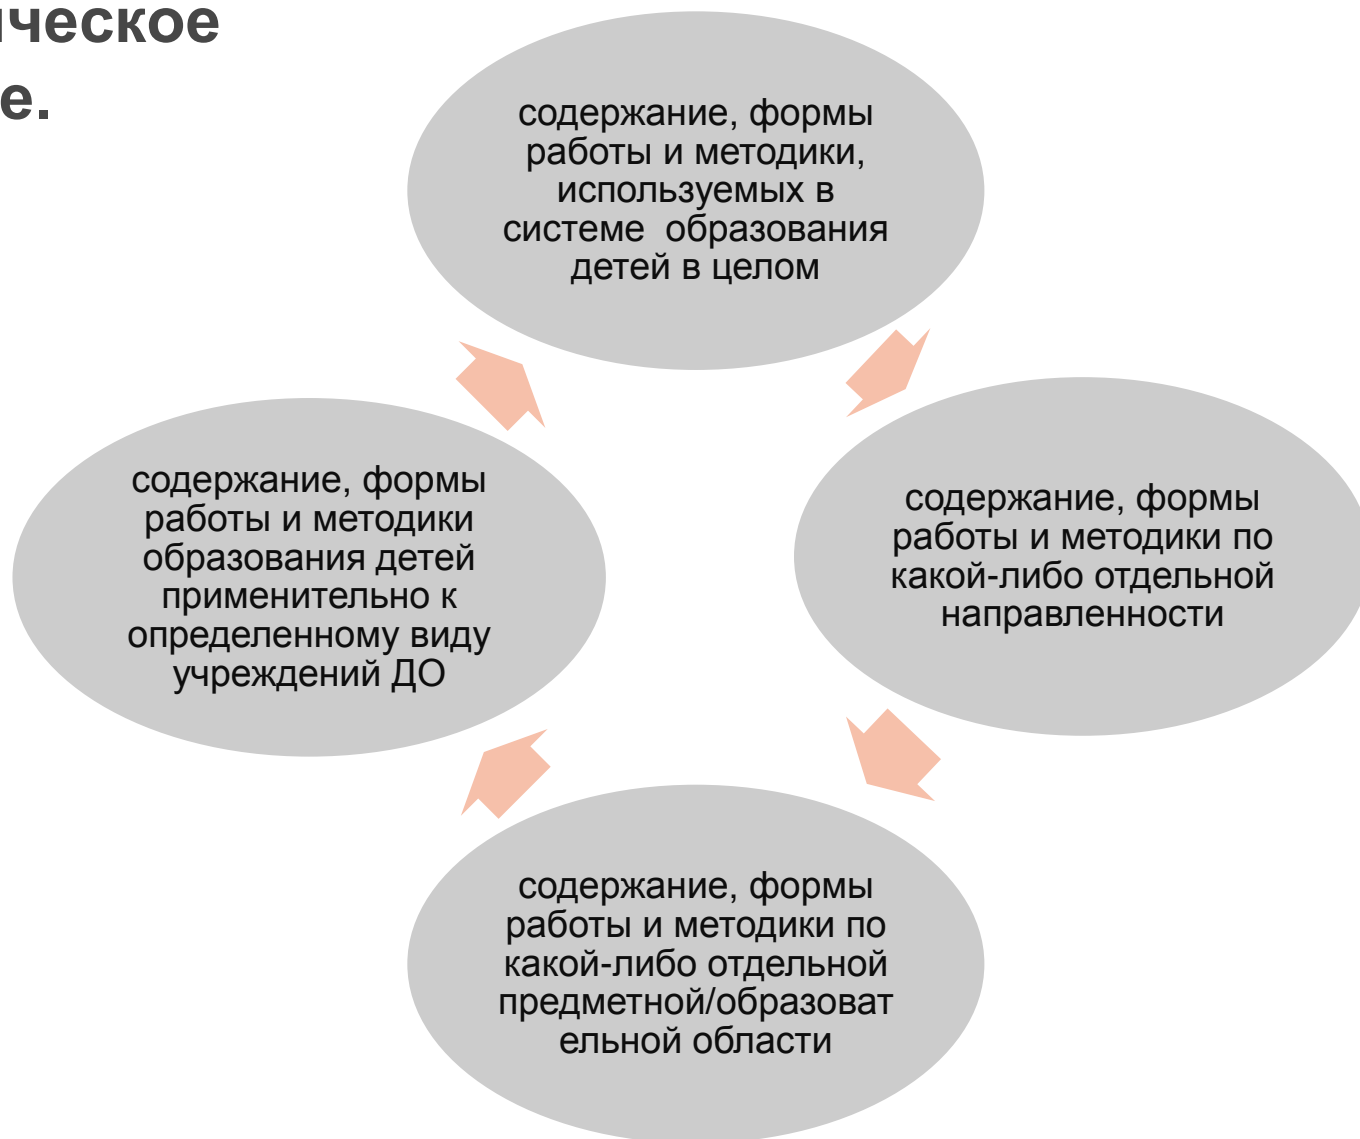 ическое
е.
содержание, формы
работы и методики,
используемых в
системе образования
детей в целом
содержание, формы
работы и методики по
какой-либо отдельной
направленности
содержание, формы
работы и методики по
какой-либо отдельной
предметной/образоват
ельной области
содержание, формы
работы и методики
образования детей
применительно к
определенному виду
учреждений ДО